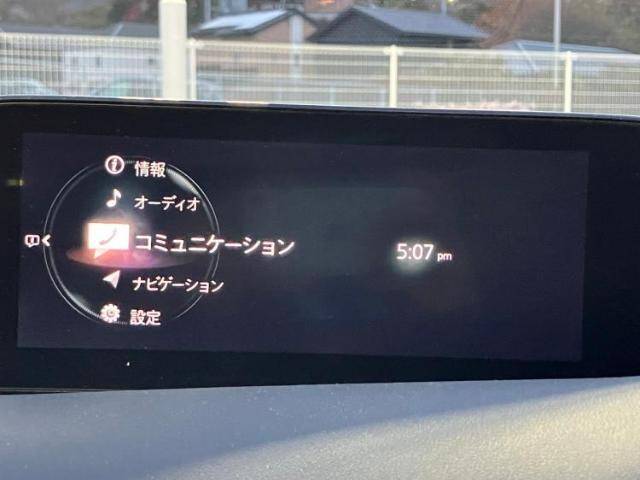 情報
オーディオ
コミュニケーション
5:07 pm
ナビゲーション
設定